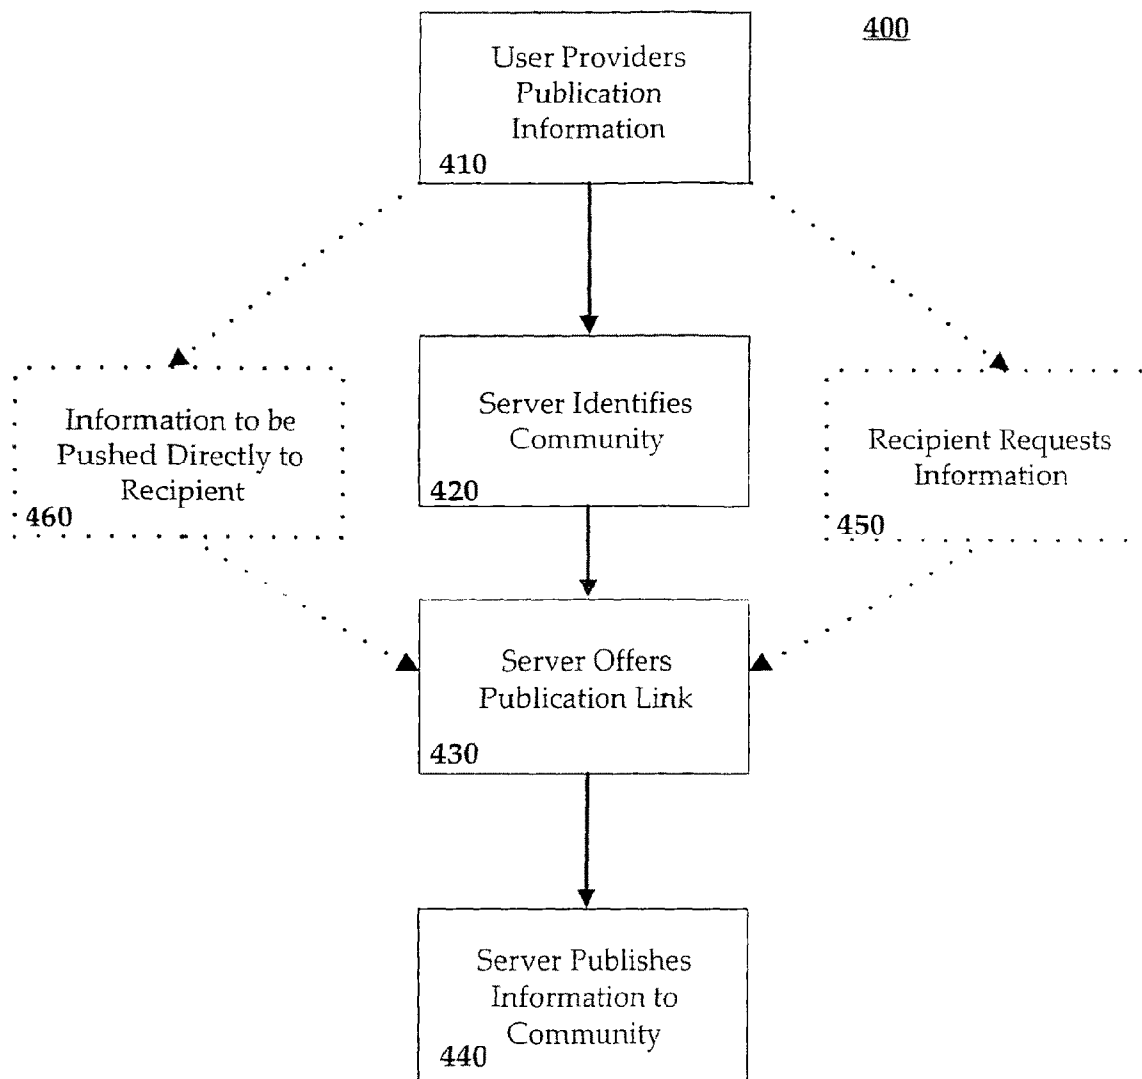 400
User Providers
Publication
Information
410
Information to be
Pushed Directly to
Recipient
460
Server Identifies
Community
420
Recipient Requests
Information
450
Server Offers
Publication Link
430
Server Publishes
Information to
Community
440